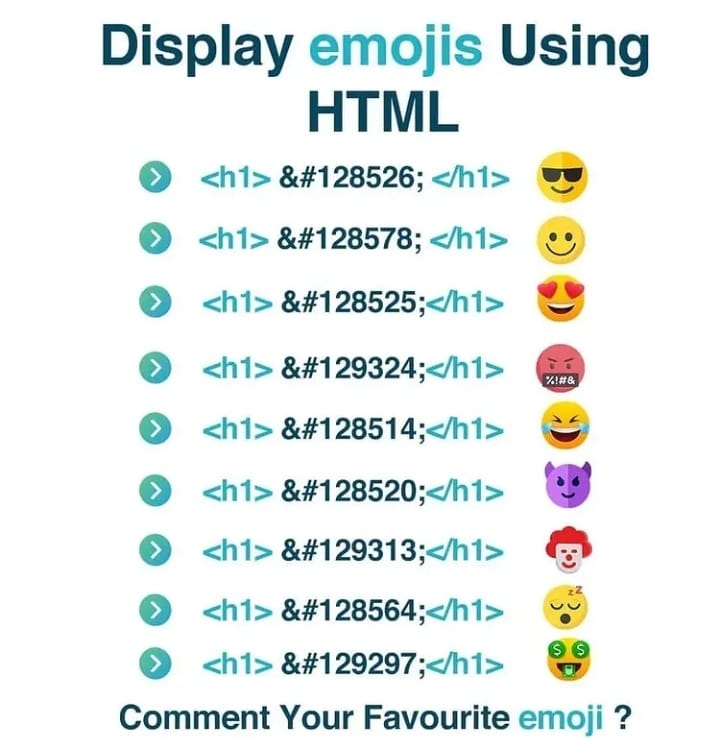 Display emojis Using
HTML
<h1> &#128526; </h1>
<h1> &#128578; </h1>
<h1> &#128525;</h1>
<h1> &#129324;</h1>
%!#&
<h1> &#128514;</h1>
<h1> &#128520;</h1>
<h1> &#129313;</h1>
<h1> &#128564;</h1>
zZ
<h1> &#129297;</h1>
$ $
Comment Your Favourite emoji ?